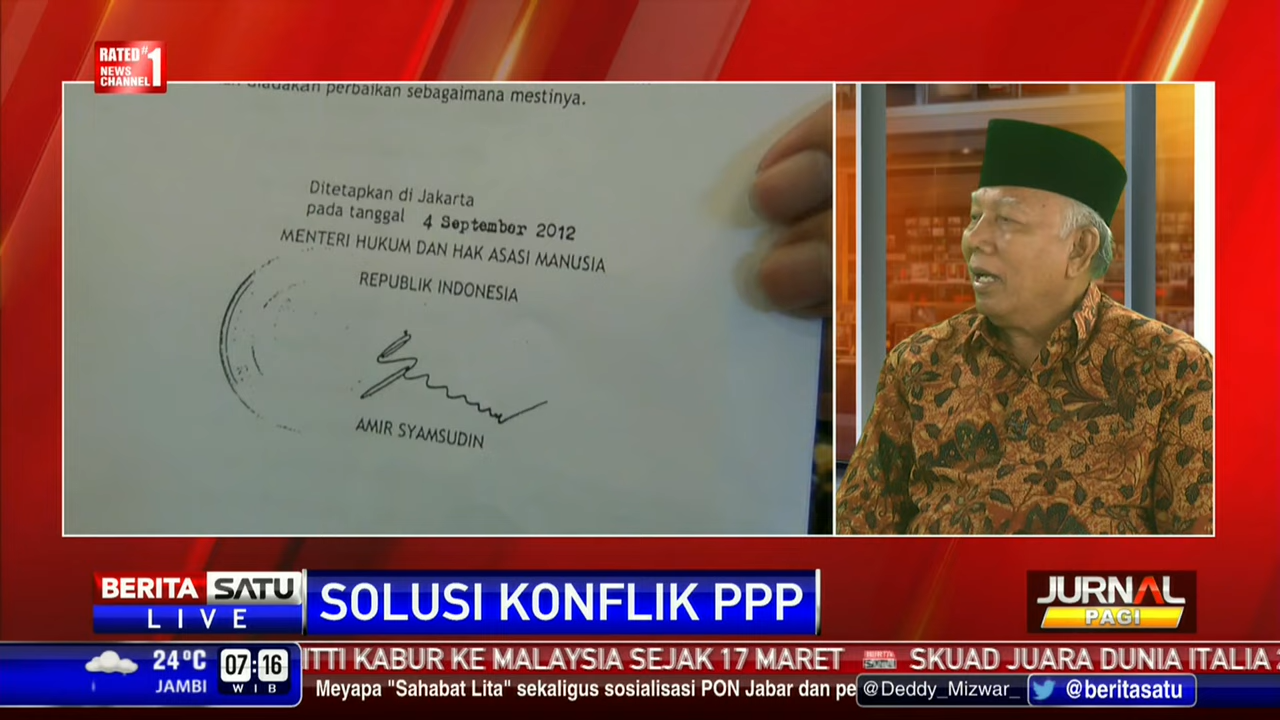 RATED #1
NEWS
CHANNEL
diadakan perbaikan sebagaimana mestinya.
Ditetapkan di Jakarta
pada tanggal 4 September 2012
MENTERI HUKUM DAN HAK ASASI MANUSIA
REPUBLIK INDONESIA
AMIR SYAMSUDIN
BERITA SATU
LIVE
SOLUSI KONFLIK PPP
JURNAL
PAGI
24°C
JAMBI
07:16
WIB
ITTI KABUR KE MALAYSIA SEJAK 17 MARET BERITA SATU SKUAD JUARA DUNIA ITALIA
Meyapa "Sahabat Lita" sekaligus sosialisasi PON Jabar dan pe @Deddy_Mizwar_ @beritasatu